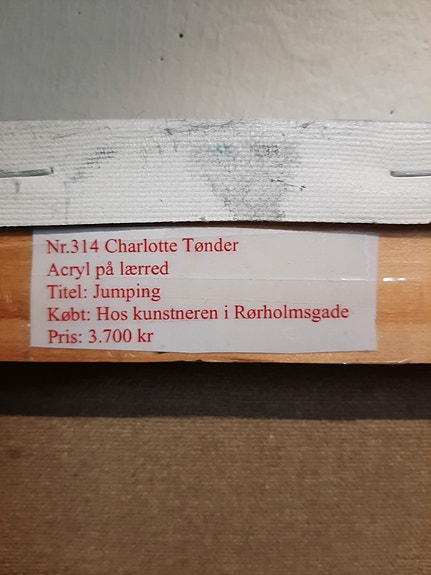 Nr.314 Charlotte Tønder
Acryl på lærred
Titel: Jumping
Købt: Hos kunstneren i Rørholmsgade
Pris: 3.700 kr